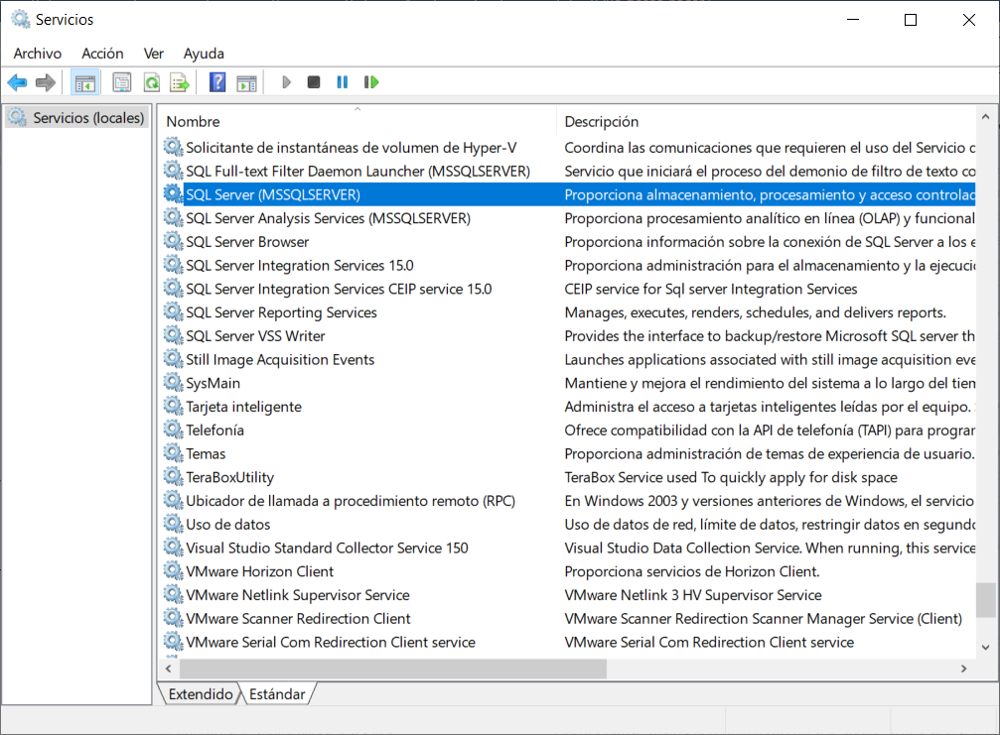 Servicios
Archivo Acción Ver Ayuda
Servicios (locales)
Nombre Descripción
Solicitante de instantáneas de volumen de Hyper-V Coordina las comunicaciones que requieren el uso del Servicio d
SQL Full-text Filter Daemon Launcher (MSSQLSERVER) Servicio que iniciará el proceso del demonio de filtro de texto co
SQL Server (MSSQLSERVER) Proporciona almacenamiento, procesamiento y acceso controlac
SQL Server Analysis Services (MSSQLSERVER) Proporciona procesamiento analítico en línea (OLAP) y funcional
SQL Server Browser Proporciona información sobre la conexión de SQL Server a los e
SQL Server Integration Services 15.0 Proporciona administración para el almacenamiento y la ejecució
SQL Server Integration Services CEIP service 15.0 CEIP service for Sql server Integration Services
SQL Server Reporting Services Manages, executes, renders, schedules, and delivers reports.
SQL Server VSS Writer Provides the interface to backup/restore Microsoft SQL server th
Still Image Acquisition Events Launches applications associated with still image acquisition eve
SysMain Mantiene y mejora el rendimiento del sistema a lo largo del tiem
Tarjeta inteligente Administra el acceso a tarjetas inteligentes leídas por el equipo.
Telefonía Ofrece compatibilidad con la API de telefonía (TAPI) para program
Temas Proporciona administración de temas de experiencia de usuario.
TeraBoxUtility TeraBox Service used To quickly apply for disk space
Ubicador de llamada a procedimiento remoto (RPC) En Windows 2003 y versiones anteriores de Windows, el servicio
Uso de datos Uso de datos de red, límite de datos, restringir datos en segundo
Visual Studio Standard Collector Service 150 Visual Studio Data Collection Service. When running, this service
VMware Horizon Client Proporciona servicios de Horizon Client.
VMware Netlink Supervisor Service VMware Netlink 3 HV Supervisor Service
VMware Scanner Redirection Client VMware Scanner Redirection Scanner Manager Service (Client)
VMware Serial Com Redirection Client service VMware Serial Com Redirection Client service
Extendido Estándar